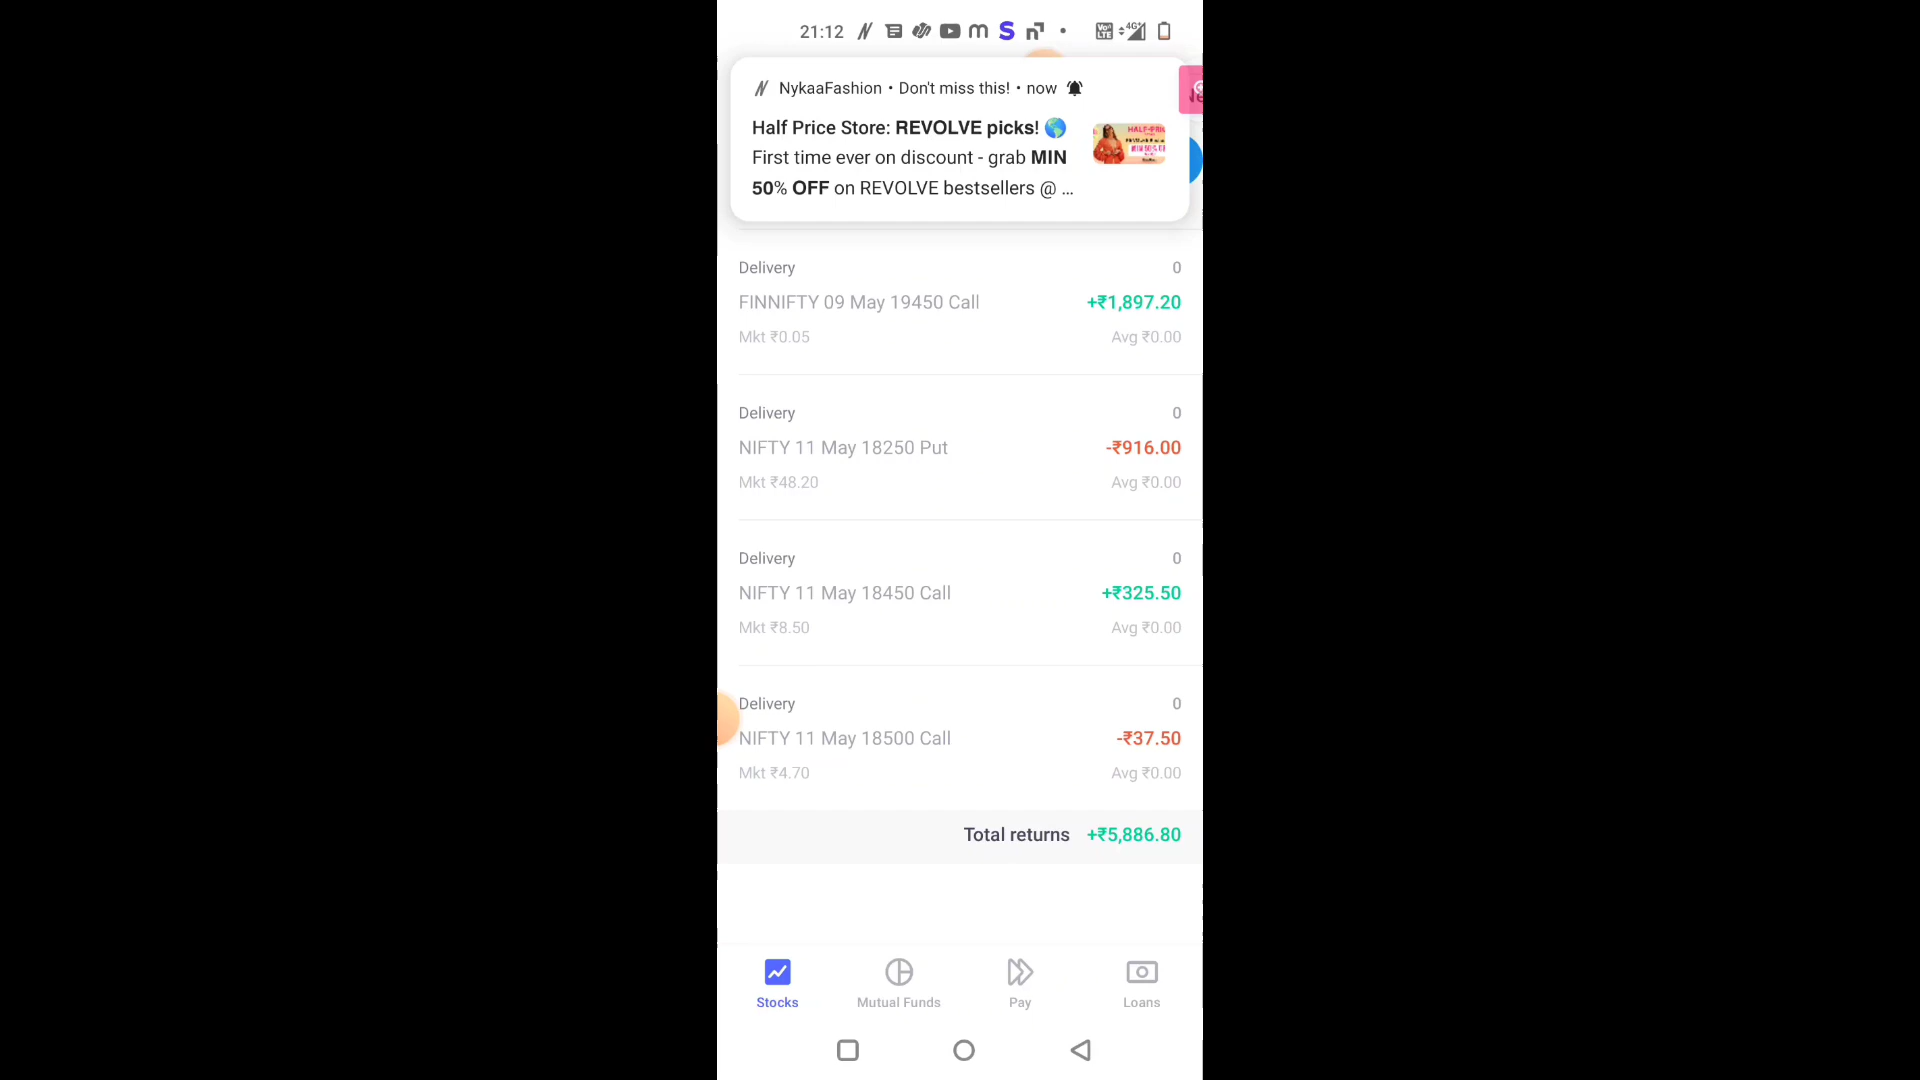 21:12
NykaaFashion • Don't miss this! • now
Half Price Store: REVOLVE picks! 🌎
First time ever on discount - grab MIN
50% OFF on REVOLVE bestsellers @ ...
Delivery 0
FINNIFTY 09 May 19450 Call +₹1,897.20
Mkt ₹0.05 Avg ₹0.00
Delivery 0
NIFTY 11 May 18250 Put -₹916.00
Mkt ₹48.20 Avg ₹0.00
Delivery 0
NIFTY 11 May 18450 Call +₹325.50
Mkt ₹8.50 Avg ₹0.00
Delivery 0
NIFTY 11 May 18500 Call -₹37.50
Mkt ₹4.70 Avg ₹0.00
Total returns +₹5,886.80
Stocks Mutual Funds Pay Loans